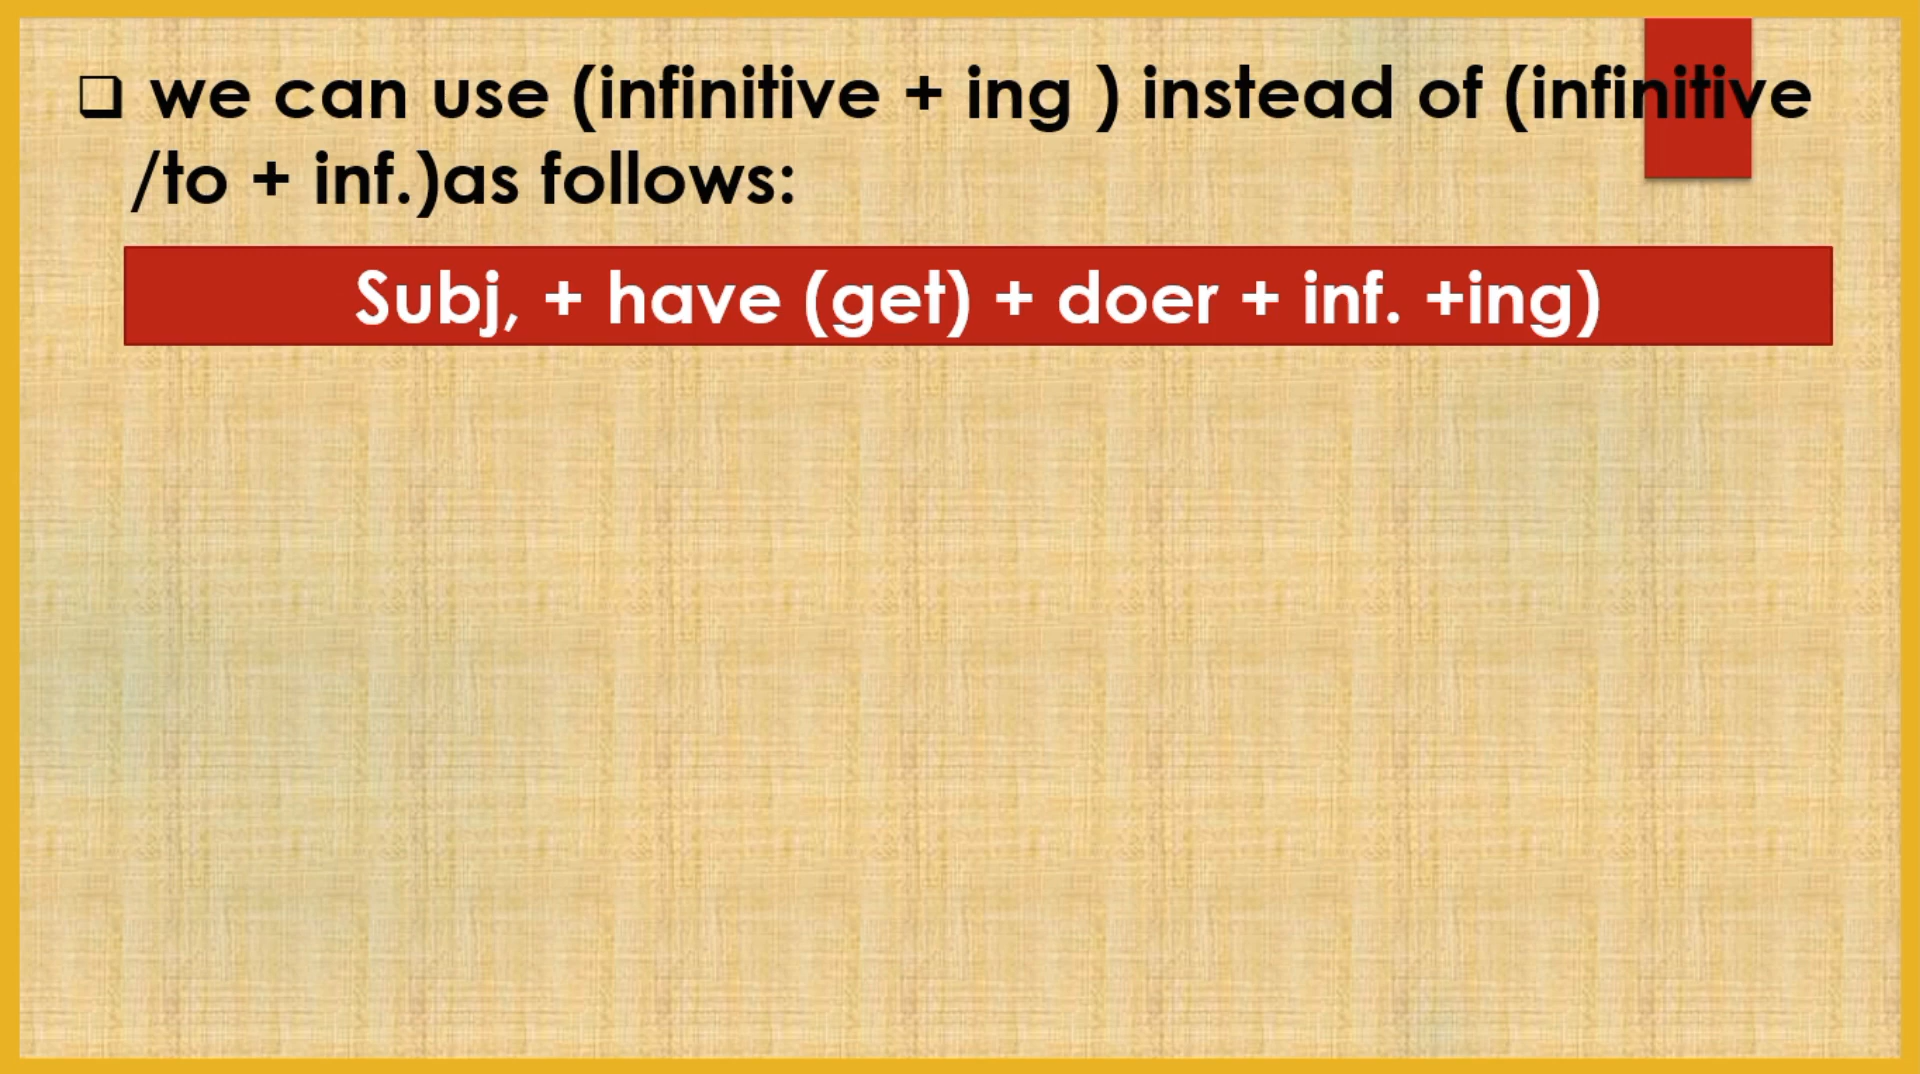 ❑ we can use (infinitive + ing ) instead of (infinitive
/to + inf.)as follows:
Subj, + have (get) + doer + inf. +ing)